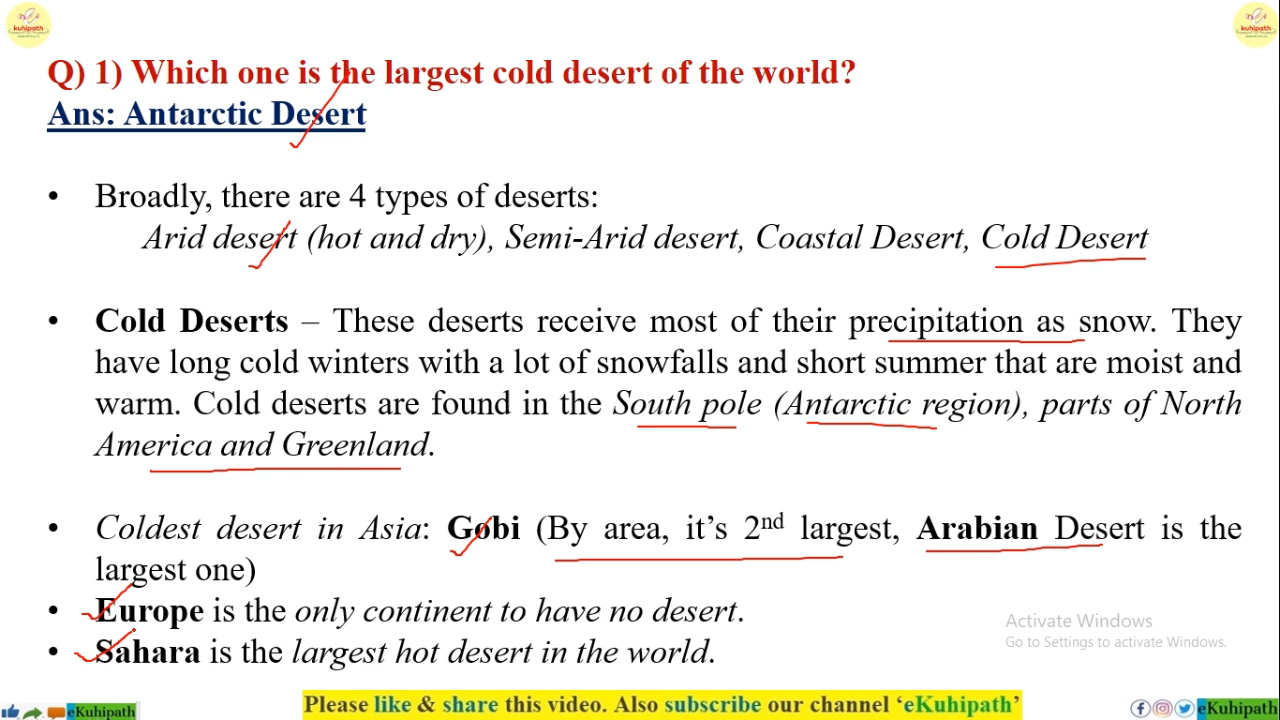 kuhipath
kuhipath
Q) 1) Which one is the largest cold desert of the world?
Ans: Antarctic Desert
• Broadly, there are 4 types of deserts:
Arid desert (hot and dry), Semi-Arid desert, Coastal Desert, Cold Desert
• Cold Deserts – These deserts receive most of their precipitation as snow. They
have long cold winters with a lot of snowfalls and short summer that are moist and
warm. Cold deserts are found in the South pole (Antarctic region), parts of North
America and Greenland.
• Coldest desert in Asia: Gobi (By area, it’s 2nd largest, Arabian Desert is the
largest one)
• Europe is the only continent to have no desert.
• Sahara is the largest hot desert in the world.
Activate Windows
Go to Settings to activate Windows.
eKuhipath
Please like & share this video. Also subscribe our channel ‘eKuhipath’
eKuhipath